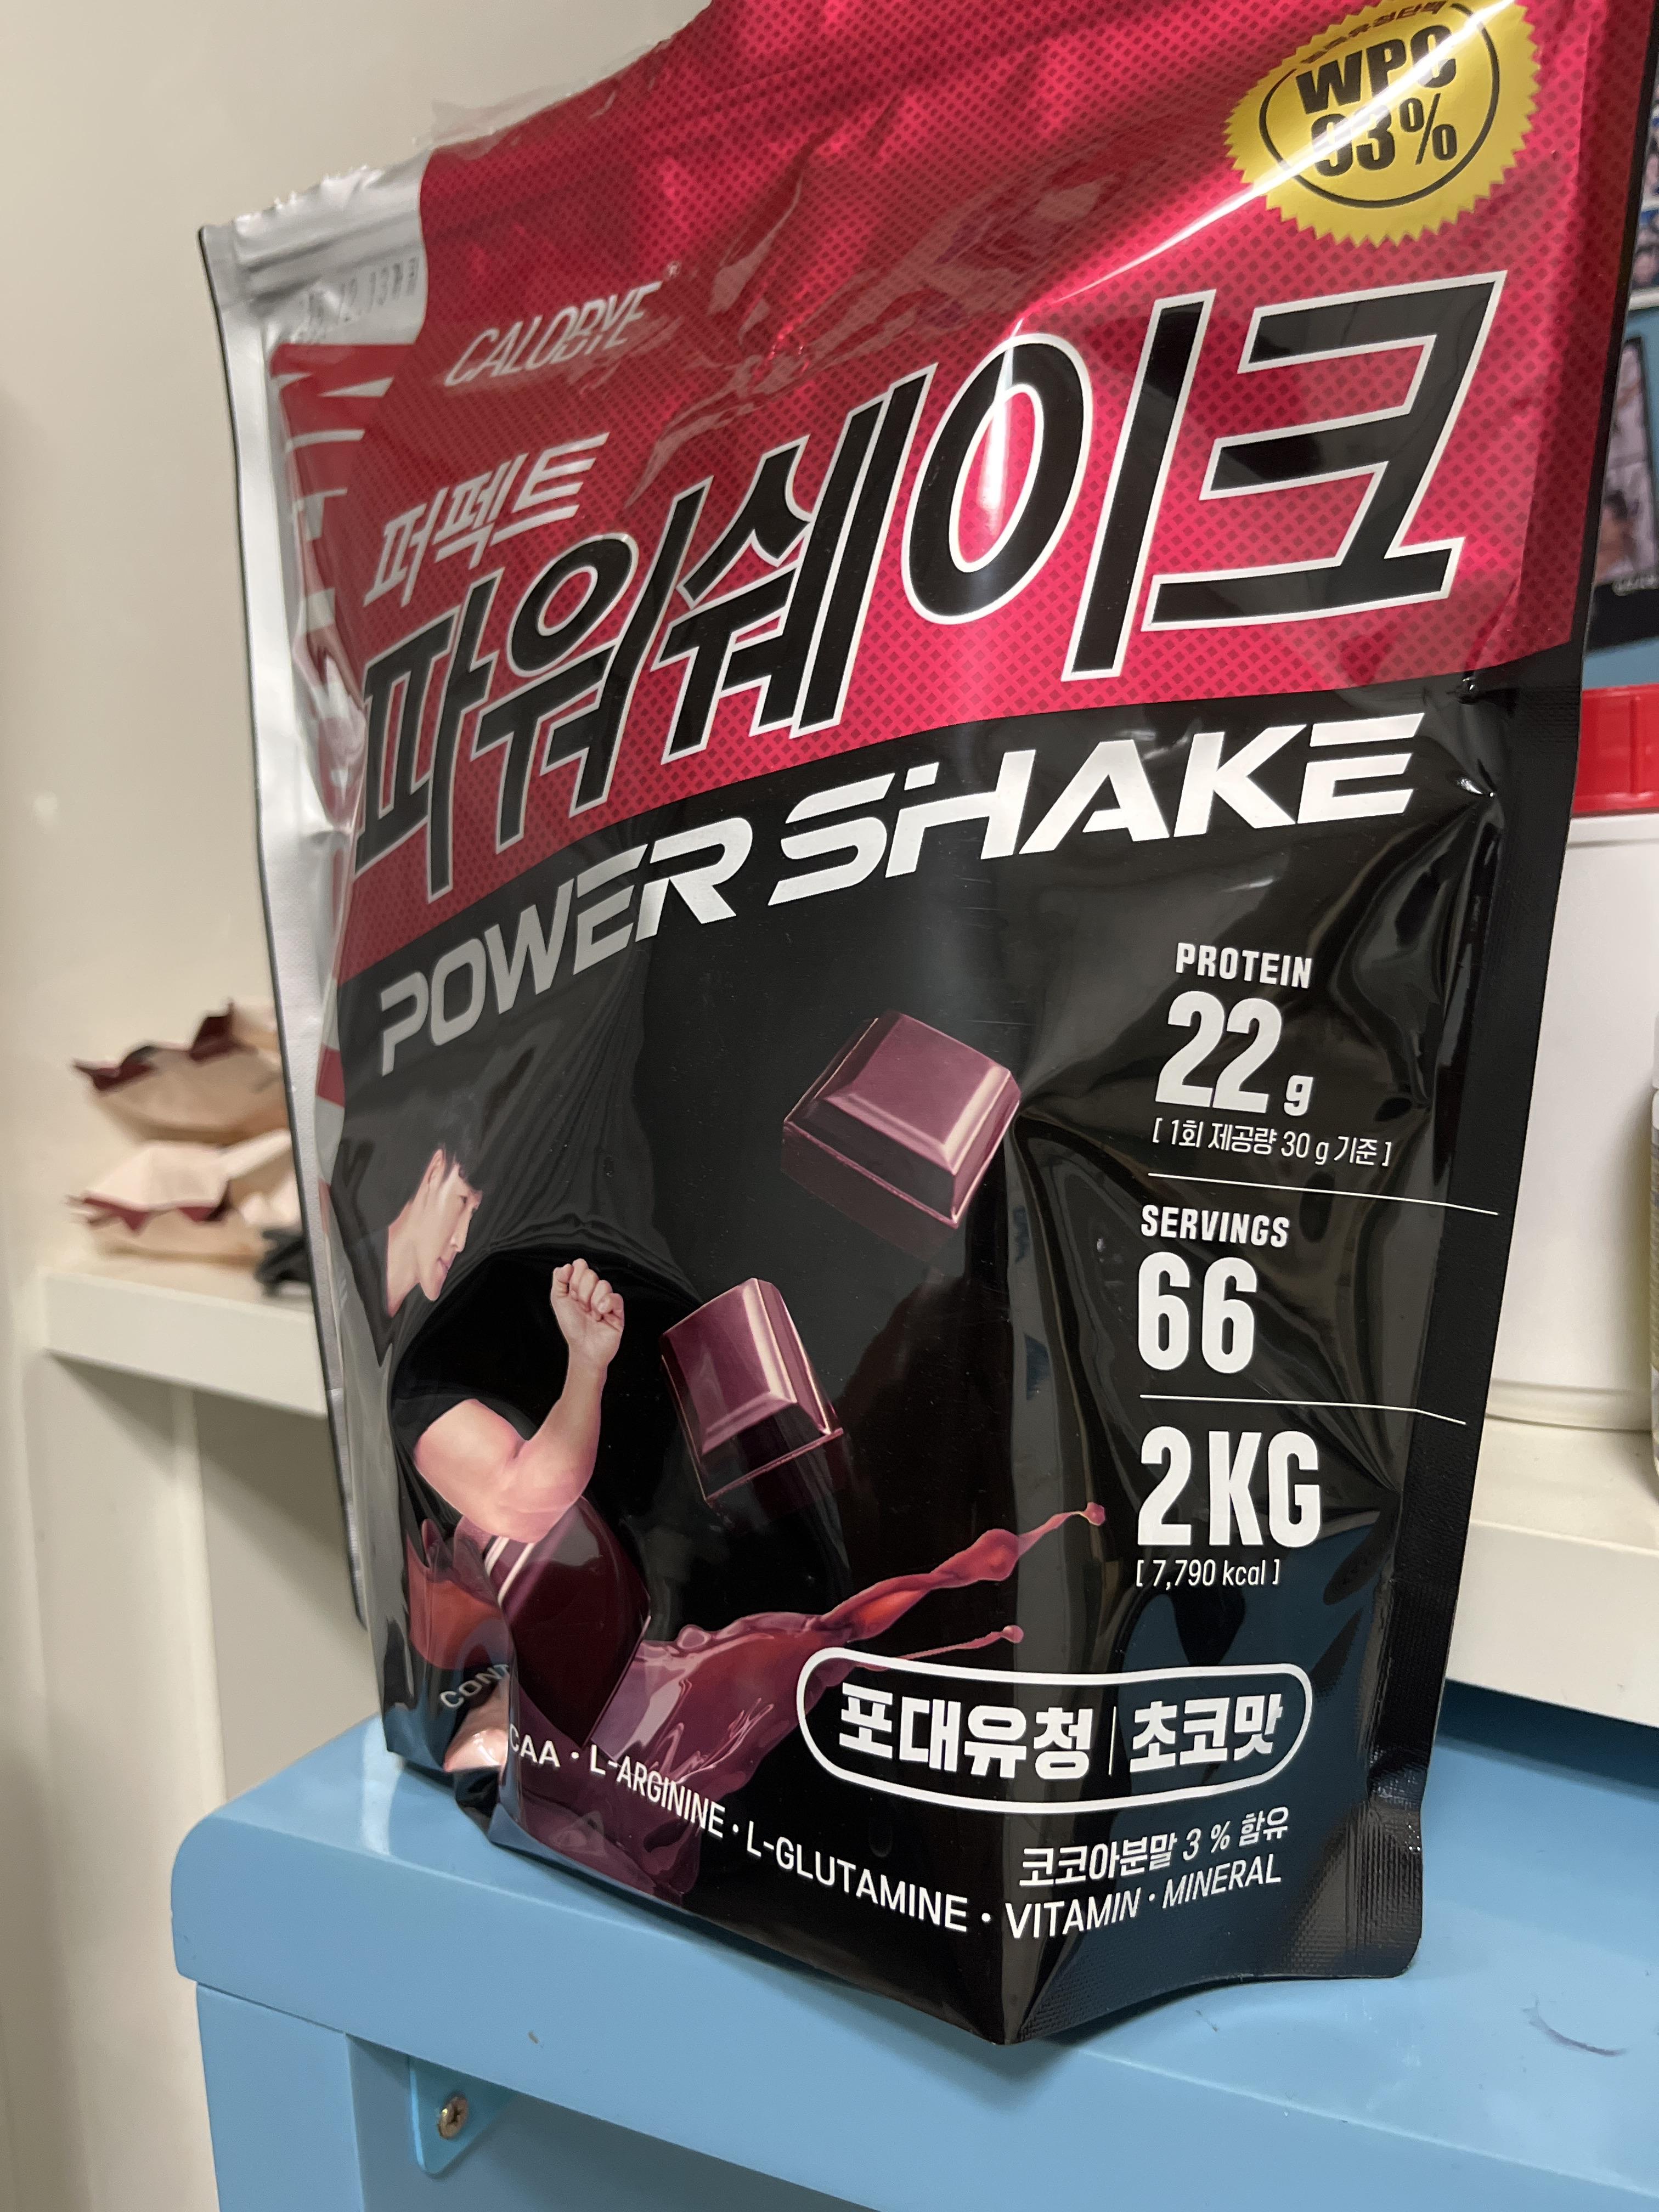 WPC
93%
CALOBYE
퍼펙트
파워쉐이크
POWER SHAKE
PROTEIN
22 g
[ 1회 제공량 30 g 기준 ]
SERVINGS
66
2KG
[ 7,790 kcal ]
포대유청 | 초코맛
코코아분말 3 % 함유
CAA · L-ARGININE · L-GLUTAMINE · VITAMIN · MINERAL